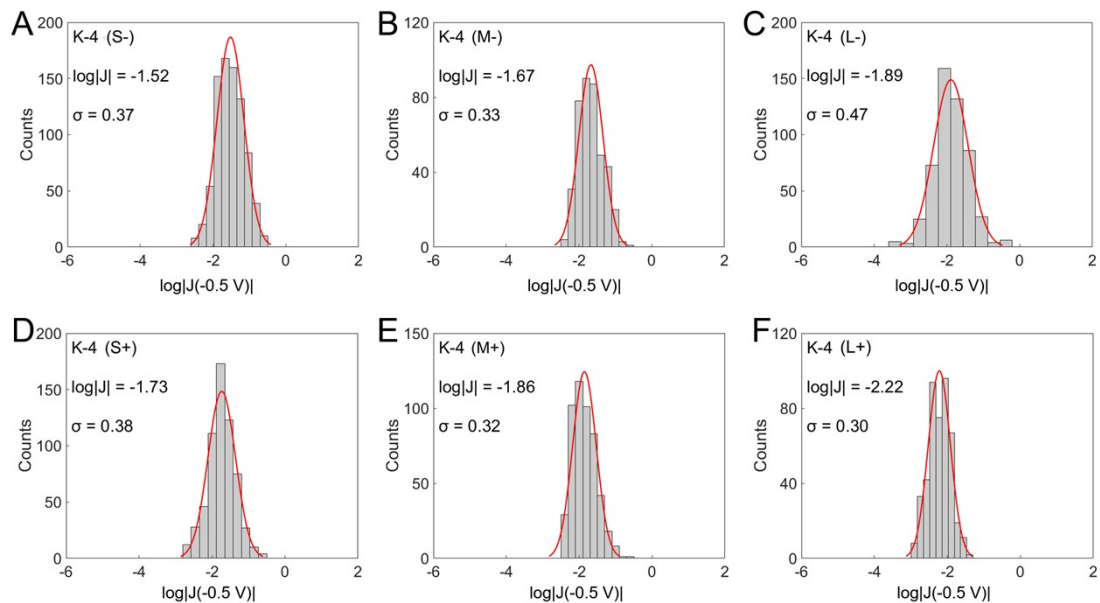 A
K-4 (S-)
log|J| = -1.52
σ = 0.37
Counts
200
150
100
50
0
-6 -4 -2 0 2
log|J(-0.5 V)|
B
K-4 (M-)
log|J| = -1.67
σ = 0.33
Counts
120
80
40
0
-6 -4 -2 0 2
log|J(-0.5 V)|
C
K-4 (L-)
log|J| = -1.89
σ = 0.47
Counts
200
150
100
50
0
-6 -4 -2 0 2
log|J(-0.5 V)|
D
K-4 (S+)
log|J| = -1.73
σ = 0.38
Counts
200
150
100
50
0
-6 -4 -2 0 2
log|J(-0.5 V)|
E
K-4 (M+)
log|J| = -1.86
σ = 0.32
Counts
150
100
50
0
-6 -4 -2 0 2
log|J(-0.5 V)|
F
K-4 (L+)
log|J| = -2.22
σ = 0.30
Counts
120
80
40
0
-6 -4 -2 0 2
log|J(-0.5 V)|